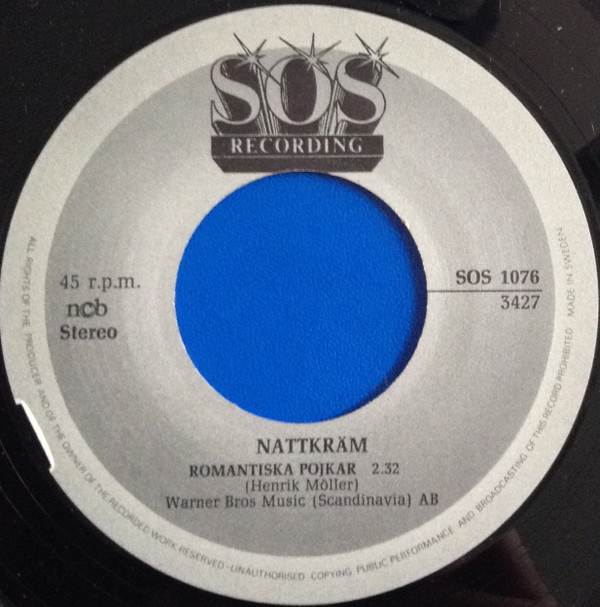 SOS
RECORDING
45 r.p.m.
ncb
Stereo
SOS 1076
3427
NATTKRÄM
ROMANTISKA POJKAR 2.32
(Henrik Möller)
Warner Bros Music (Scandinavia) AB
ALL RIGHTS OF THE PRODUCER AND OF THE OWNER OF THE RECORDED WORK RESERVED - UNAUTHORISED COPYING PUBLIC PERFORMANCE AND BROADCASTING OF THIS RECORD PROHIBITED MADE IN SWEDEN